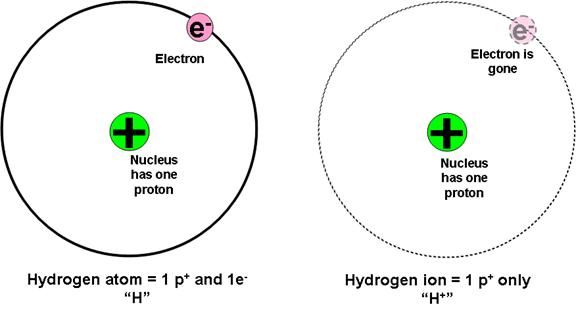 e-
Electron
+
Nucleus
has one
proton
Hydrogen atom = 1 p+ and 1e-
“H”
e-
Electron is
gone
+
Nucleus
has one
proton
Hydrogen ion = 1 p+ only
“H+”